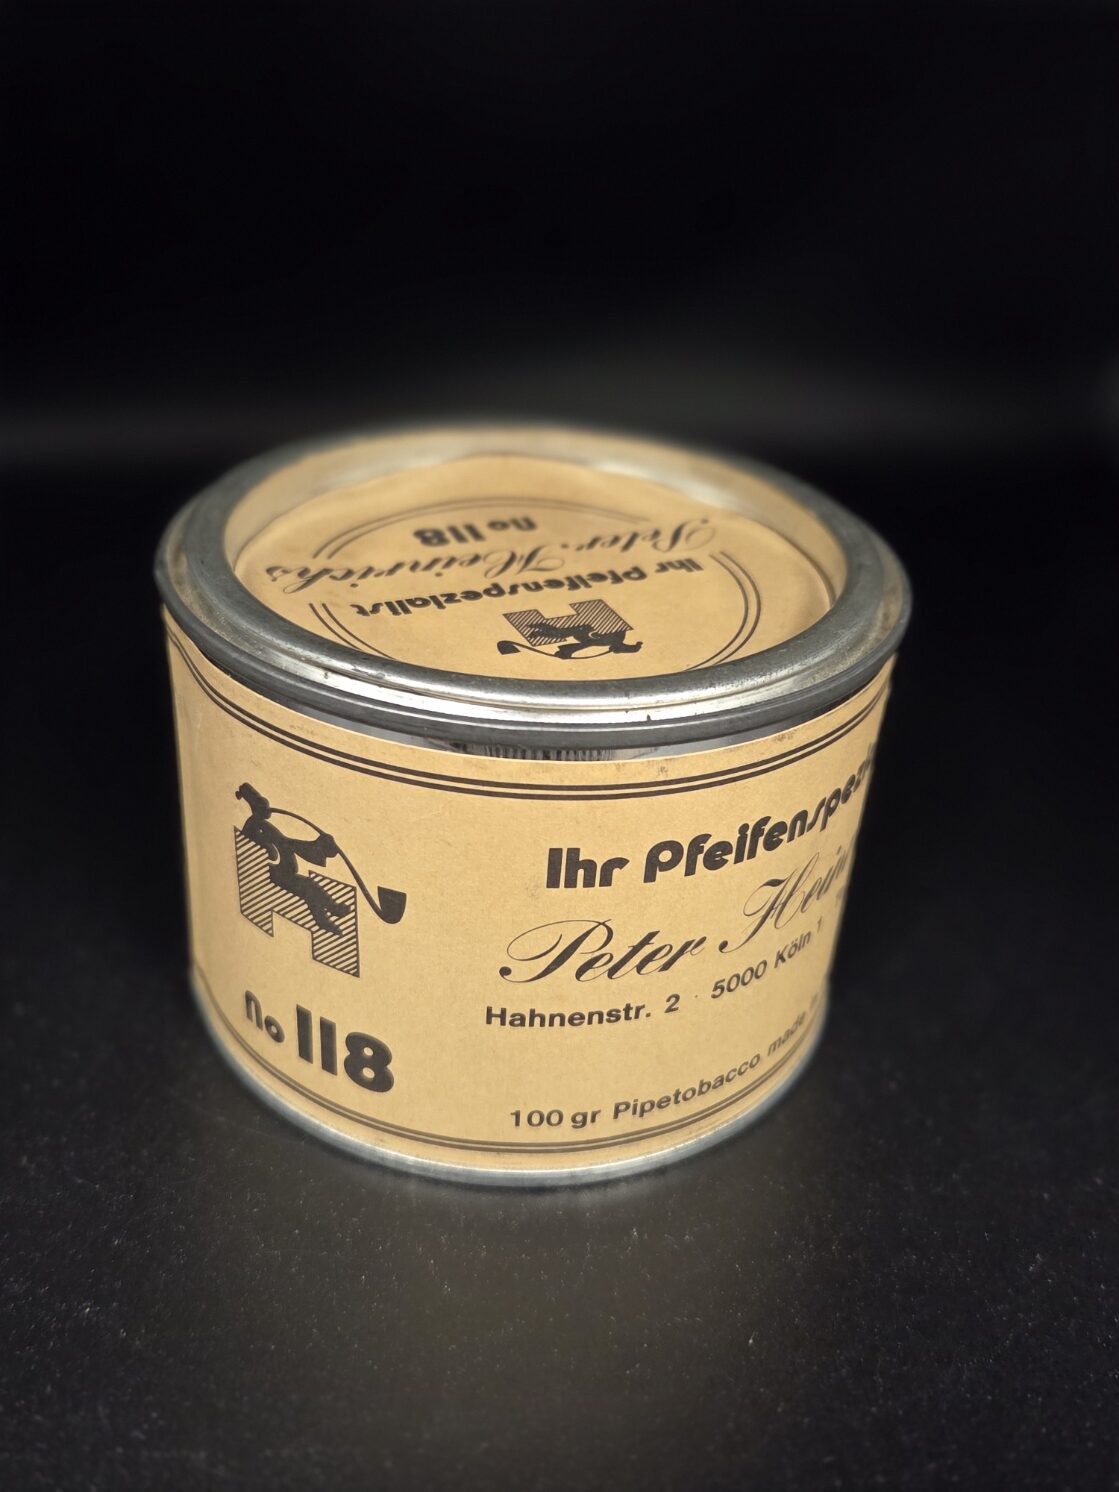 no 118
Peter Heinrichs
Ihr Pfeifenspezialist
H
H
no 118
Ihr Pfeifenspezi
Peter Hein
Hahnenstr. 2 · 5000 Köln 1
100 gr Pipetobacco made